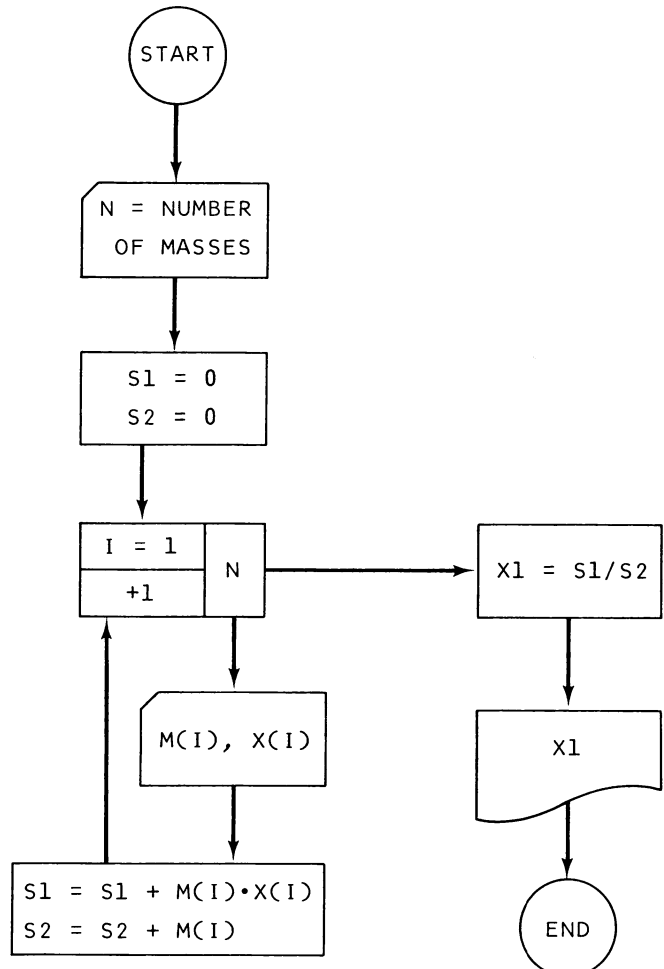 START
N = NUMBER
OF MASSES
S1 = 0
S2 = 0
I = 1
+1
N
M(I), X(I)
S1 = S1 + M(I)•X(I)
S2 = S2 + M(I)
X1 = S1/S2
X1
END